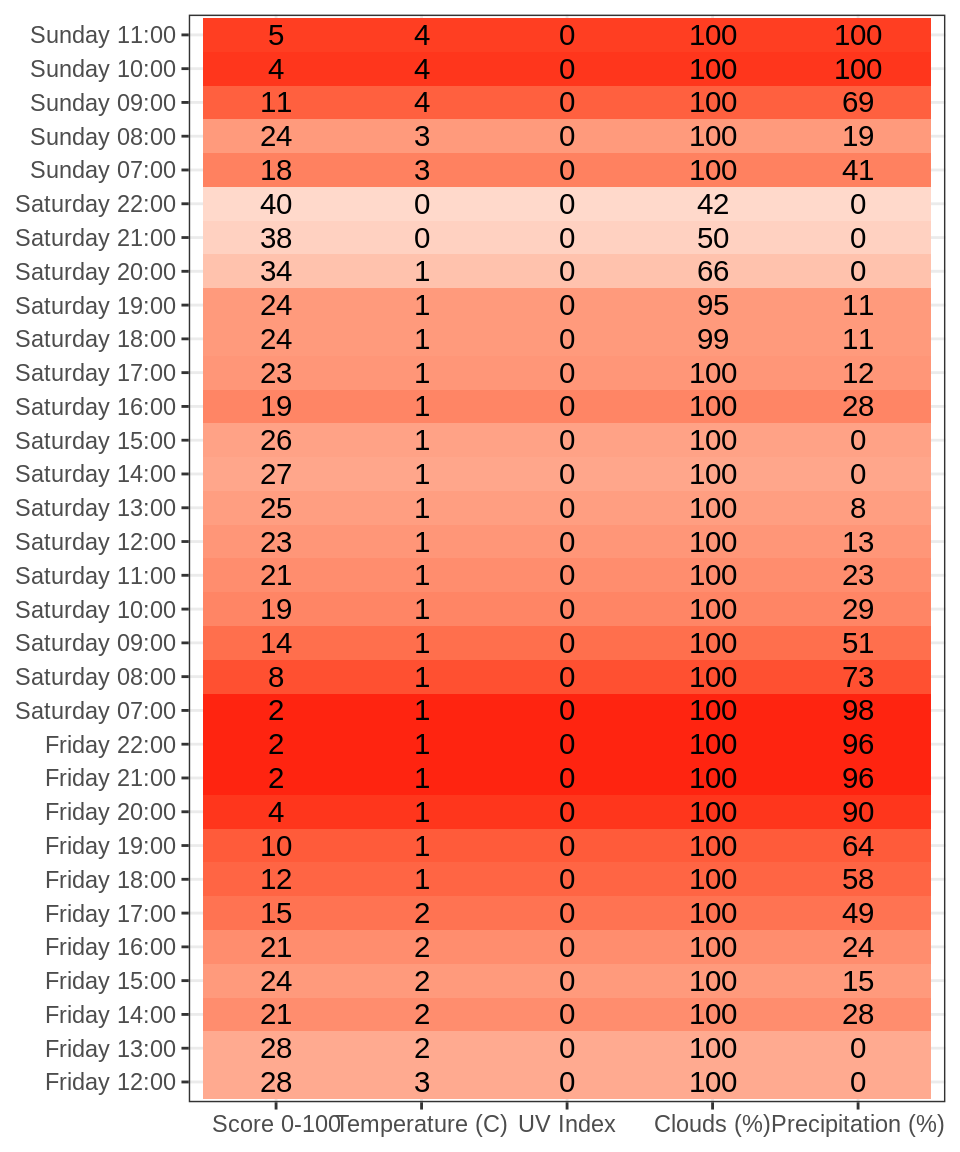 Sunday 11:00 5 4 0 100 100
Sunday 10:00 4 4 0 100 100
Sunday 09:00 11 4 0 100 69
Sunday 08:00 24 3 0 100 19
Sunday 07:00 18 3 0 100 41
Saturday 22:00 40 0 0 42 0
Saturday 21:00 38 0 0 50 0
Saturday 20:00 34 1 0 66 0
Saturday 19:00 24 1 0 95 11
Saturday 18:00 24 1 0 99 11
Saturday 17:00 23 1 0 100 12
Saturday 16:00 19 1 0 100 28
Saturday 15:00 26 1 0 100 0
Saturday 14:00 27 1 0 100 0
Saturday 13:00 25 1 0 100 8
Saturday 12:00 23 1 0 100 13
Saturday 11:00 21 1 0 100 23
Saturday 10:00 19 1 0 100 29
Saturday 09:00 14 1 0 100 51
Saturday 08:00 8 1 0 100 73
Saturday 07:00 2 1 0 100 98
Friday 22:00 2 1 0 100 96
Friday 21:00 2 1 0 100 96
Friday 20:00 4 1 0 100 90
Friday 19:00 10 1 0 100 64
Friday 18:00 12 1 0 100 58
Friday 17:00 15 2 0 100 49
Friday 16:00 21 2 0 100 24
Friday 15:00 24 2 0 100 15
Friday 14:00 21 2 0 100 28
Friday 13:00 28 2 0 100 0
Friday 12:00 28 3 0 100 0
Score 0-100 Temperature (C) UV Index Clouds (%) Precipitation (%)